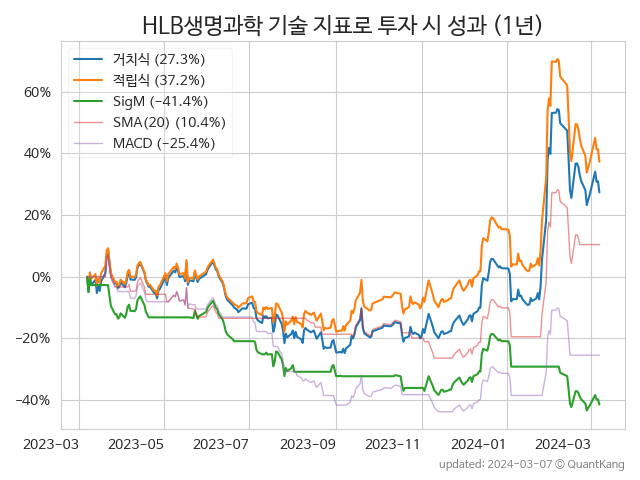 HLB생명과학 기술 지표로 투자 시 성과 (1년)
거치식 (27.3%)
적립식 (37.2%)
SigM (−41.4%)
SMA(20) (10.4%)
MACD (−25.4%)
60%
40%
20%
0%
−20%
−40%
2023-03 2023-05 2023-07 2023-09 2023-11 2024-01 2024-03
updated: 2024-03-07 © QuantKang